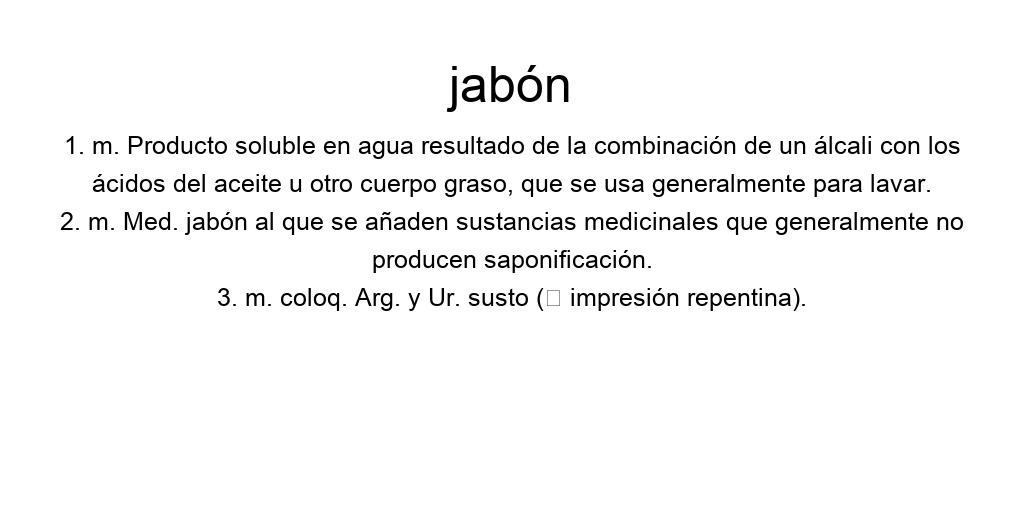 jabón
1. m. Producto soluble en agua resultado de la combinación de un álcali con los
ácidos del aceite u otro cuerpo graso, que se usa generalmente para lavar.
2. m. Med. jabón al que se añaden sustancias medicinales que generalmente no
producen saponificación.
3. m. coloq. Arg. y Ur. susto (□ impresión repentina).